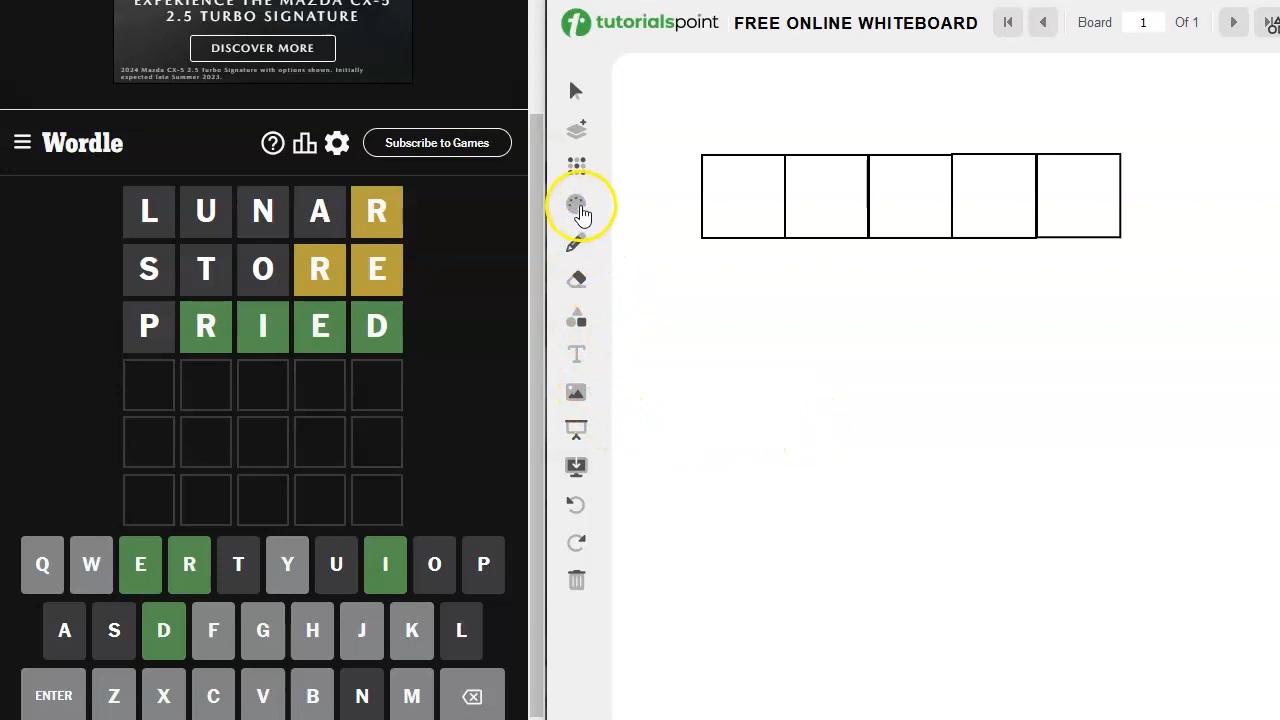 EXPERIENCE THE MAZDA CX-5
2.5 TURBO SIGNATURE
DISCOVER MORE
2024 Mazda CX-5 2.5 Turbo Signature with options shown. Initially
expected late Summer 2023.
Wordle
Subscribe to Games
L U N A R
S T O R E
P R I E D
Q W E R T Y U I O P
A S D F G H J K L
ENTER Z X C V B N M
tutorialspoint FREE ONLINE WHITEBOARD Board 1 Of 1